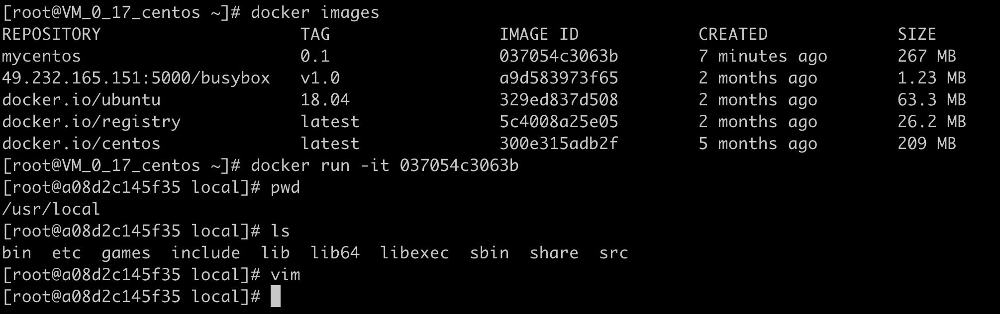 [root@VM_0_17_centos ~]# docker images
REPOSITORY TAG IMAGE ID CREATED SIZE
mycentos 0.1 037054c3063b 7 minutes ago 267 MB
49.232.165.151:5000/busybox v1.0 a9d583973f65 2 months ago 1.23 MB
docker.io/ubuntu 18.04 329ed837d508 2 months ago 63.3 MB
docker.io/registry latest 5c4008a25e05 2 months ago 26.2 MB
docker.io/centos latest 300e315adb2f 5 months ago 209 MB
[root@VM_0_17_centos ~]# docker run -it 037054c3063b
[root@a08d2c145f35 local]# pwd
/usr/local
[root@a08d2c145f35 local]# ls
bin etc games include lib lib64 libexec sbin share src
[root@a08d2c145f35 local]# vim
[root@a08d2c145f35 local]#